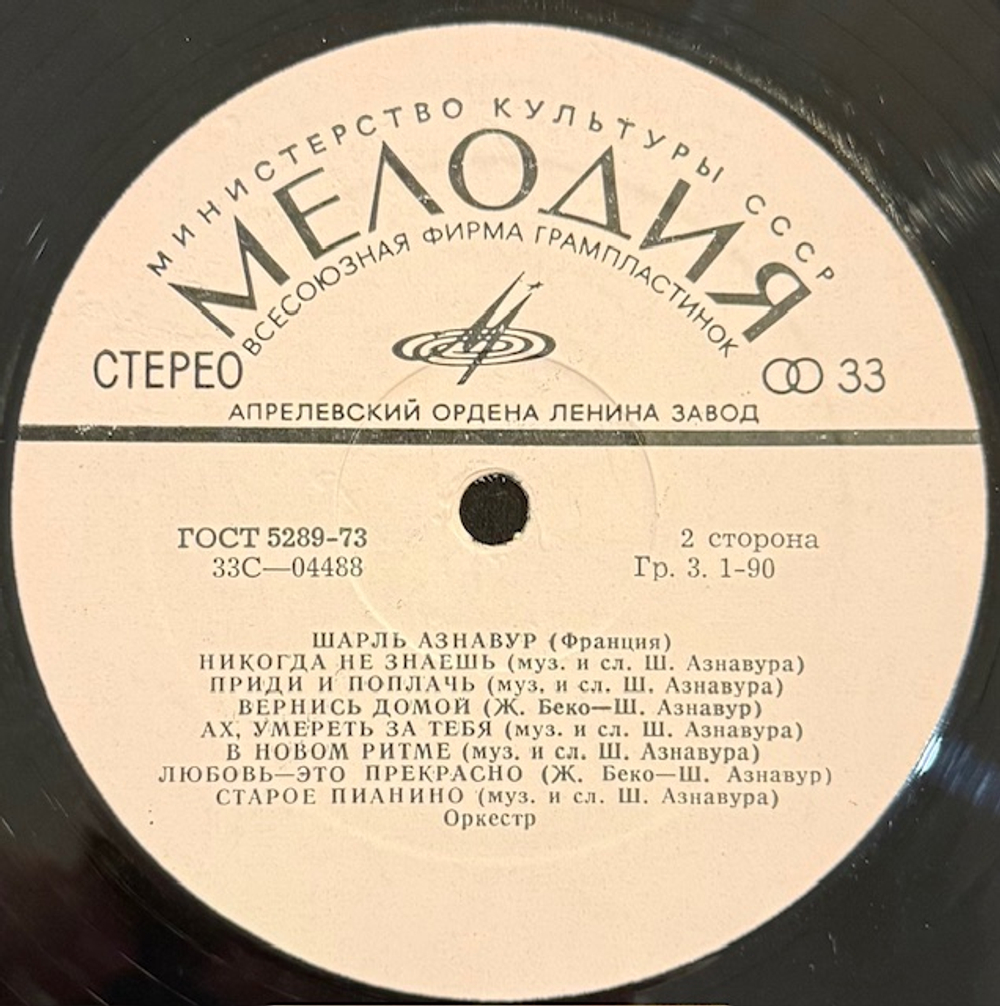 МИНИСТЕРСТВО КУЛЬТУРЫ СССР
МЕЛОДИЯ
ВСЕСОЮЗНАЯ ФИРМА ГРАМПЛАСТИНОК
СТЕРЕО 33
АПРЕЛЕВСКИЙ ОРДЕНА ЛЕНИНА ЗАВОД
ГОСТ 5289-73 2 сторона
33С—04488 Гр. 3. 1-90
ШАРЛЬ АЗНАВУР (Франция)
НИКОГДА НЕ ЗНАЕШЬ (муз. и сл. Ш. Азнавура)
ПРИДИ И ПОПЛАЧЬ (муз. и сл. Ш. Азнавура)
ВЕРНИСЬ ДОМОЙ (Ж. Беко—Ш. Азнавур)
АХ, УМЕРЕТЬ ЗА ТЕБЯ (муз. и сл. Ш. Азнавура)
В НОВОМ РИТМЕ (муз. и сл. Ш. Азнавура)
ЛЮБОВЬ—ЭТО ПРЕКРАСНО (Ж. Беко—Ш. Азнавур)
СТАРОЕ ПИАНИНО (муз. и сл. Ш. Азнавура)
Оркестр